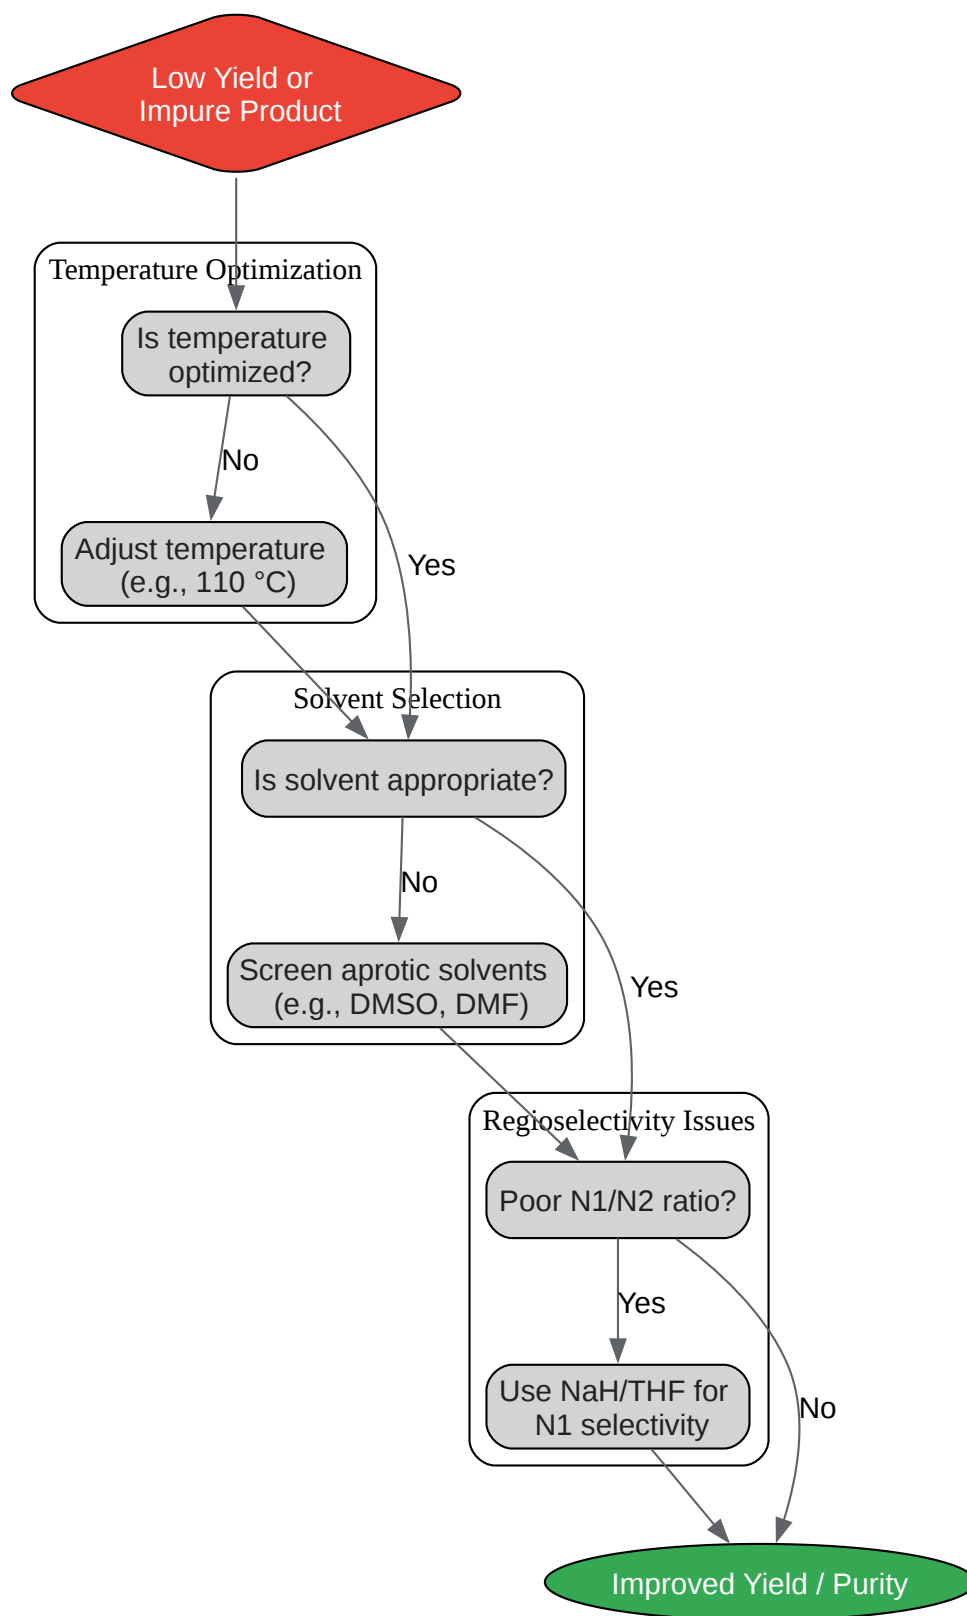 Low Yield or
Impure Product
Temperature Optimization
Is temperature
optimized?
No
Adjust temperature
(e.g., 110 °C)
Yes
Solvent Selection
Is solvent appropriate?
No
Screen aprotic solvents
(e.g., DMSO, DMF)
Yes
Regioselectivity Issues
Poor N1/N2 ratio?
Yes
Use NaH/THF for
N1 selectivity
No
Improved Yield / Purity